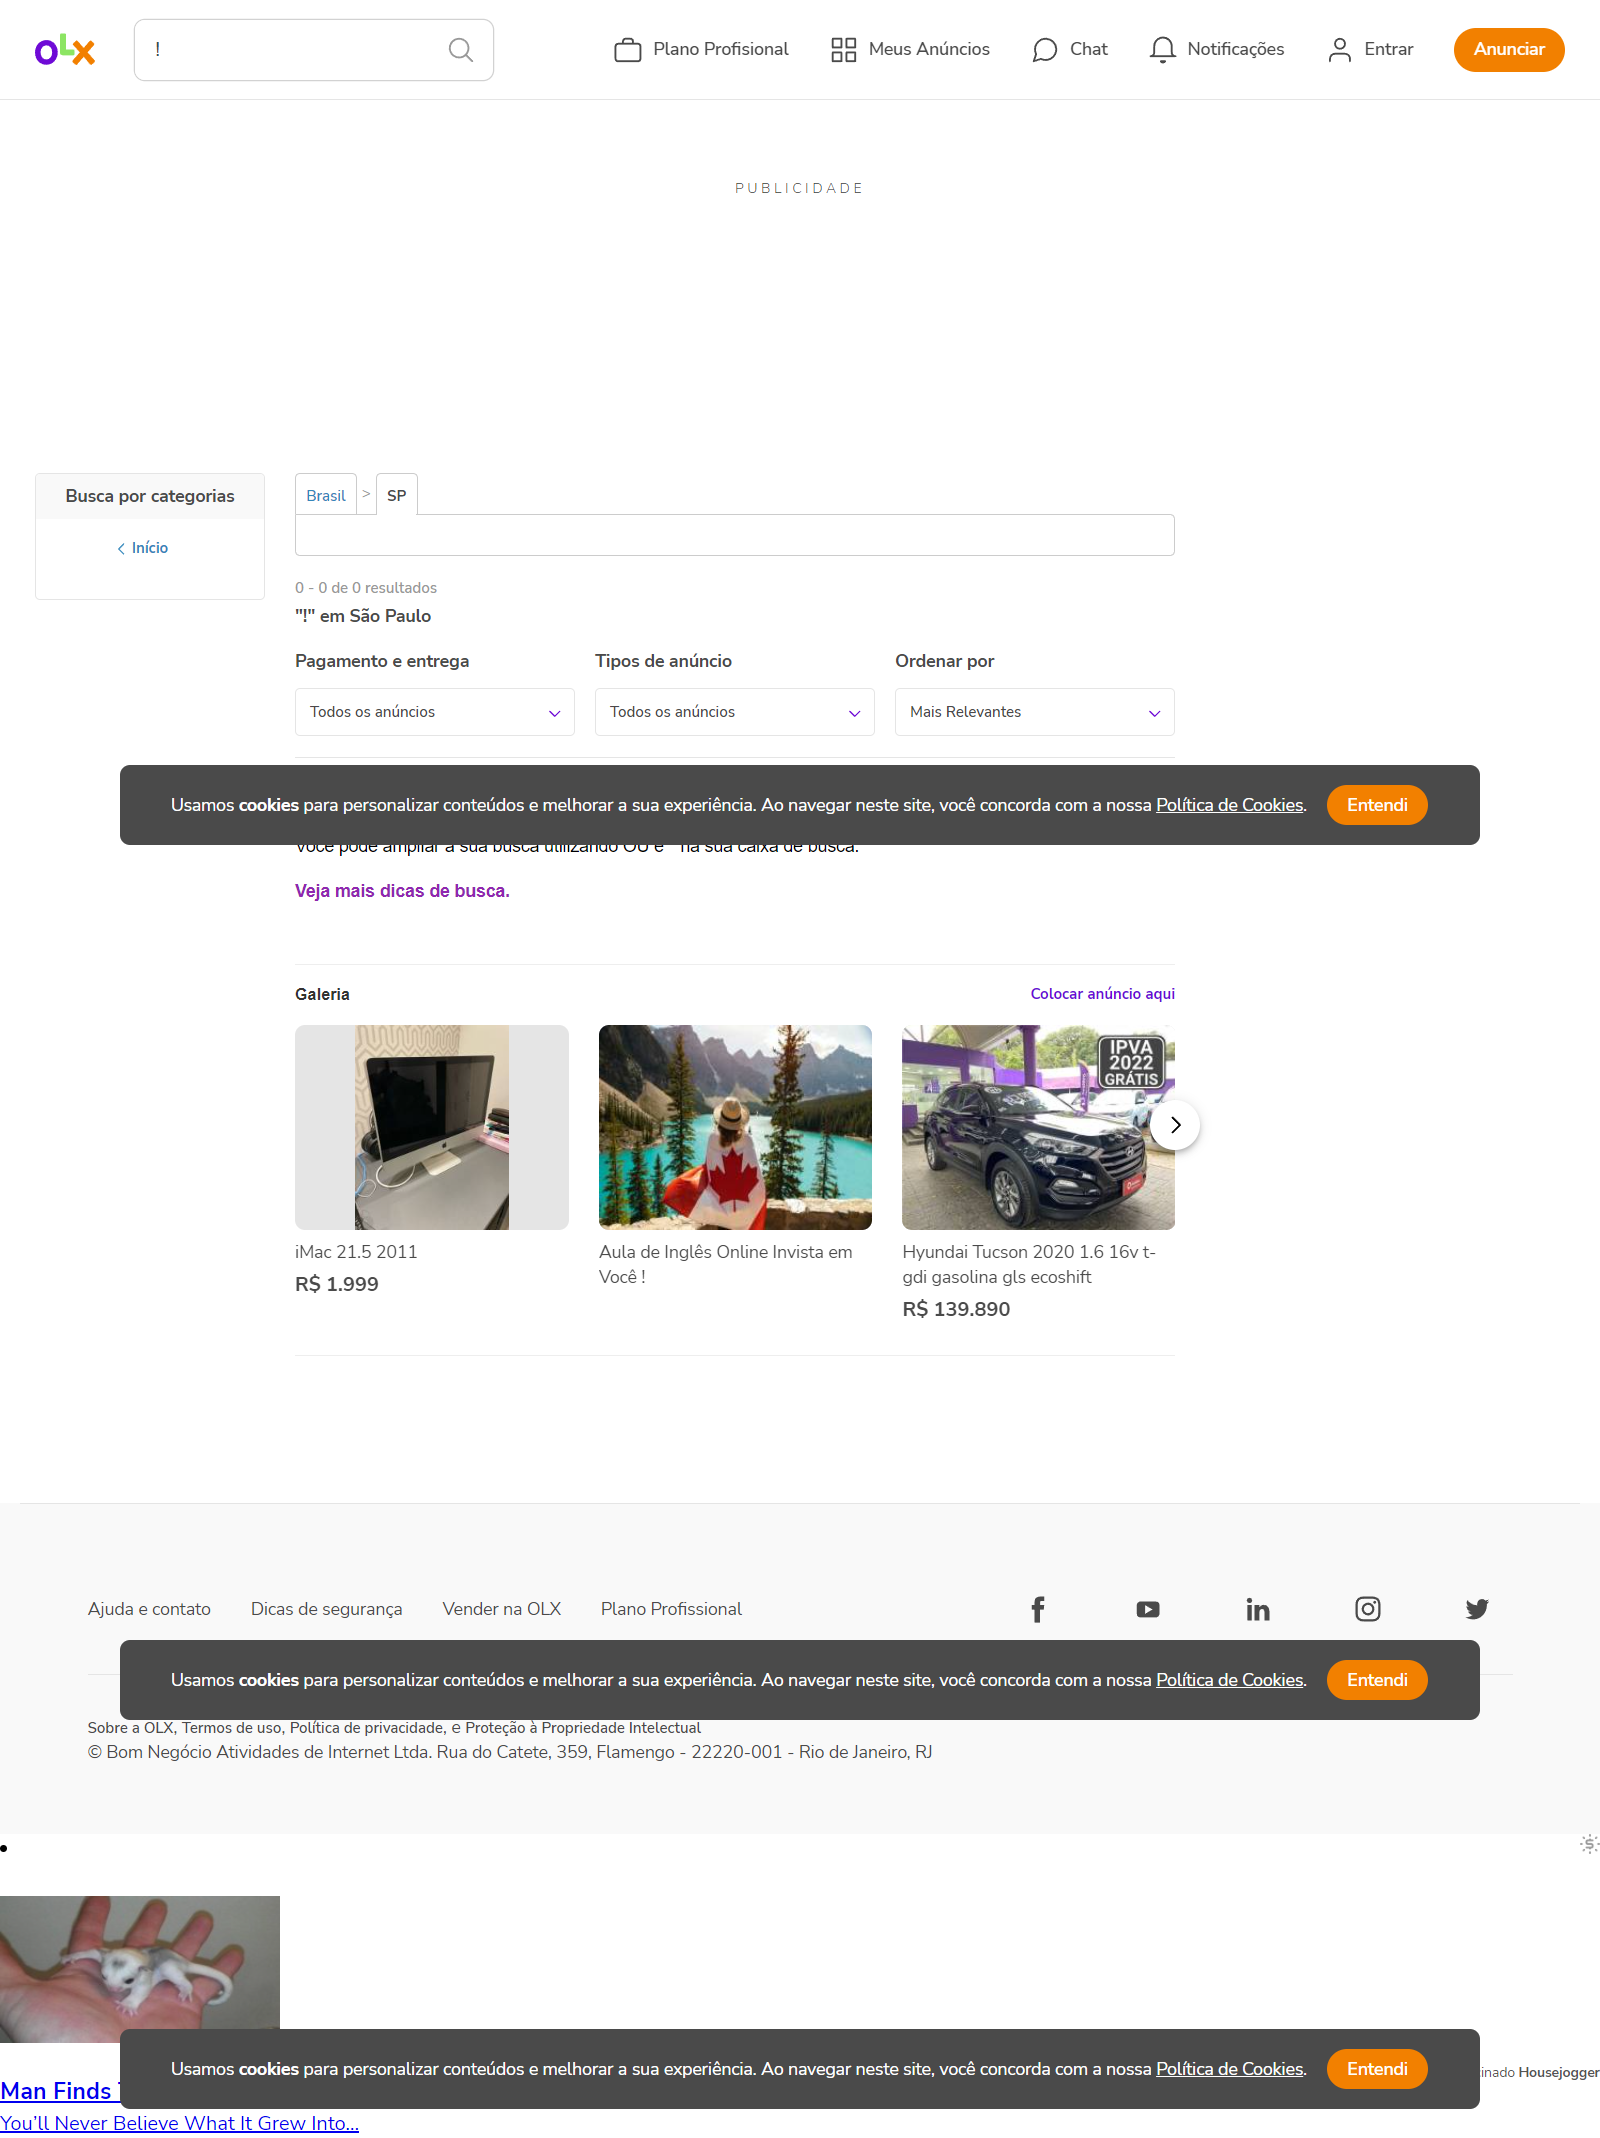 OLX
!
Plano Profisional
Meus Anúncios
Chat
Notificações
Entrar
Anunciar
PUBLICIDADE
Busca por categorias
Início
Brasil > SP
0 - 0 de 0 resultados
"!" em São Paulo
Pagamento e entrega
Tipos de anúncio
Ordenar por
Todos os anúncios
Todos os anúncios
Mais Relevantes
Usamos cookies para personalizar conteúdos e melhorar a sua experiência. Ao navegar neste site, você concorda com a nossa Política de Cookies.
Entendi
você pode ampliar a sua busca utilizando OU e na sua caixa de busca.
Veja mais dicas de busca.
Galeria
Colocar anúncio aqui
IPVA
2022
GRÁTIS
iMac 21.5 2011
R$ 1.999
Aula de Inglês Online Invista em
Você !
Hyundai Tucson 2020 1.6 16v t-
gdi gasolina gls ecoshift
R$ 139.890
Ajuda e contato
Dicas de segurança
Vender na OLX
Plano Profissional
Usamos cookies para personalizar conteúdos e melhorar a sua experiência. Ao navegar neste site, você concorda com a nossa Política de Cookies.
Entendi
Sobre a OLX, Termos de uso, Política de privacidade, e Proteção à Propriedade Intelectual
© Bom Negócio Atividades de Internet Ltda. Rua do Catete, 359, Flamengo - 22220-001 - Rio de Janeiro, RJ
Usamos cookies para personalizar conteúdos e melhorar a sua experiência. Ao navegar neste site, você concorda com a nossa Política de Cookies.
Entendi
inado Housejogger
Man Finds
You'll Never Believe What It Grew Into...